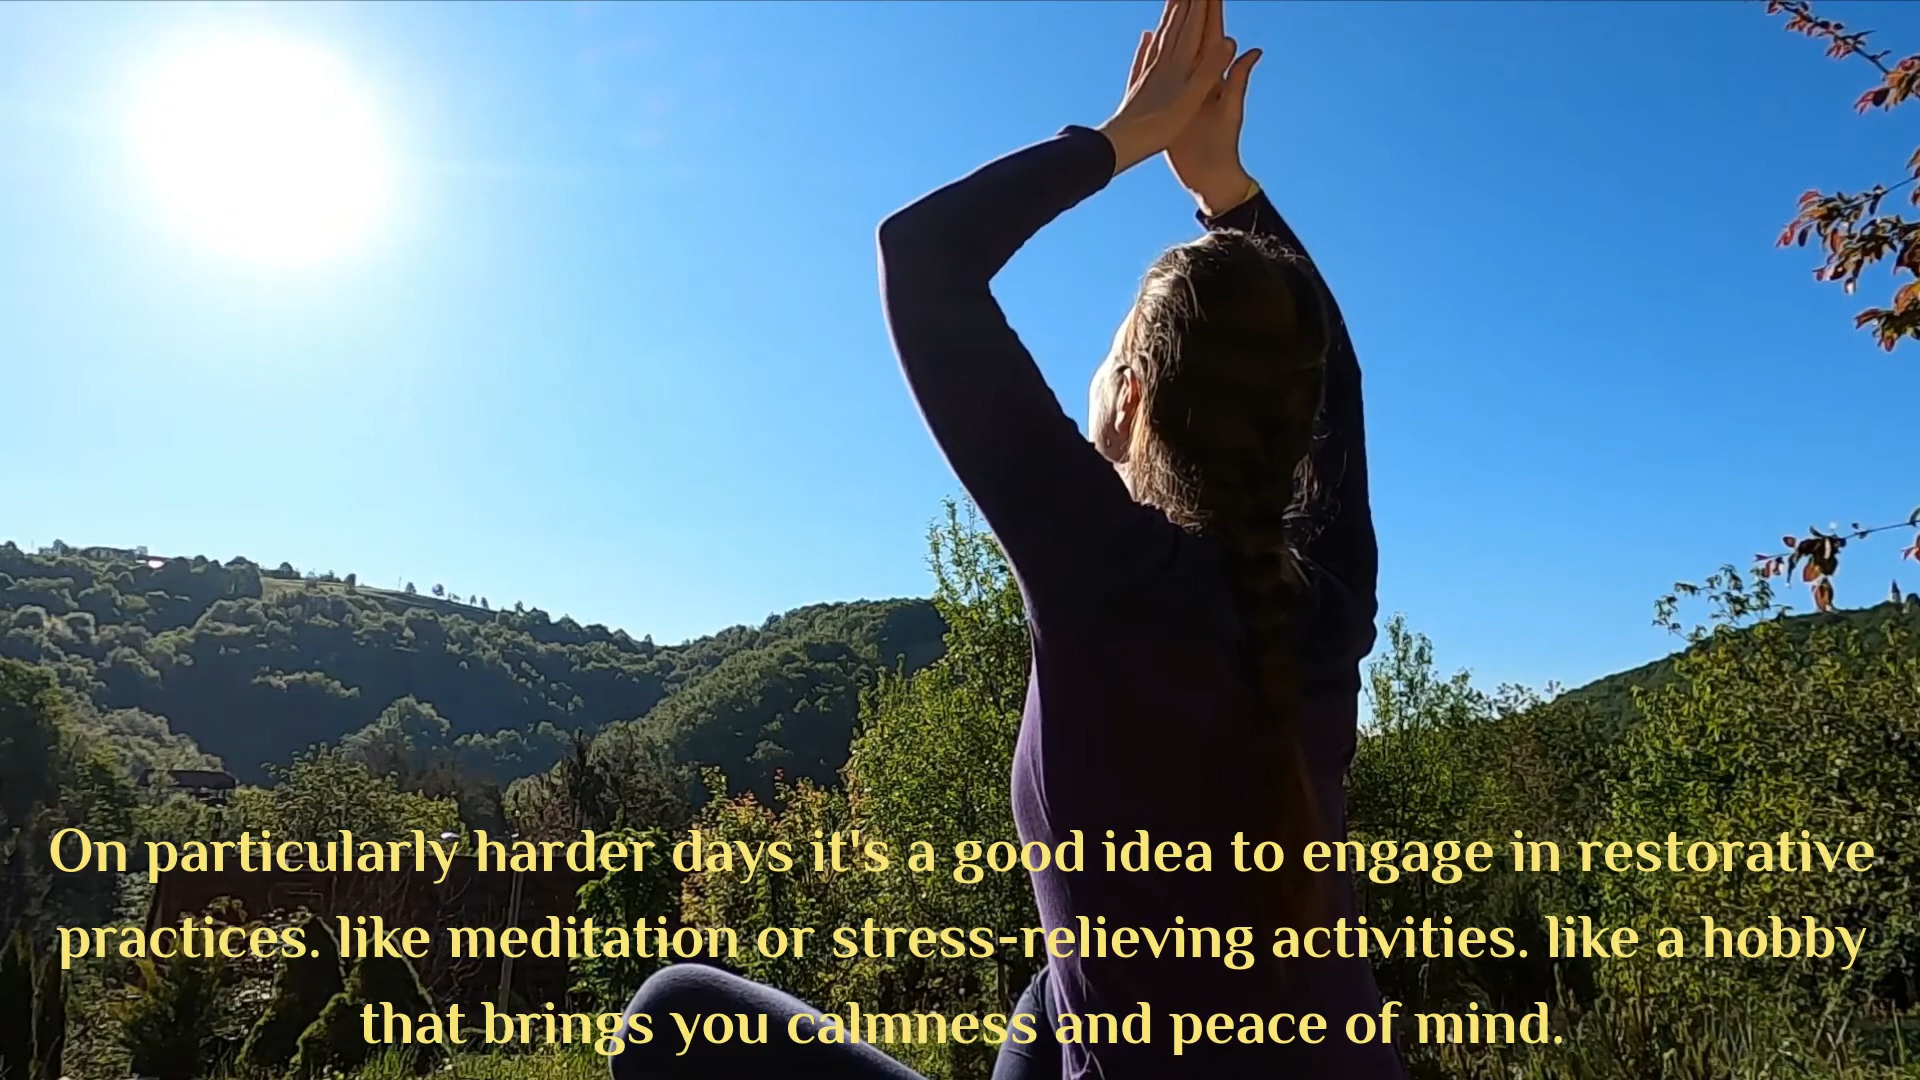 On particularly harder days it's a good idea to engage in restorative
practices. like meditation or stress-relieving activities. like a hobby
that brings you calmness and peace of mind.